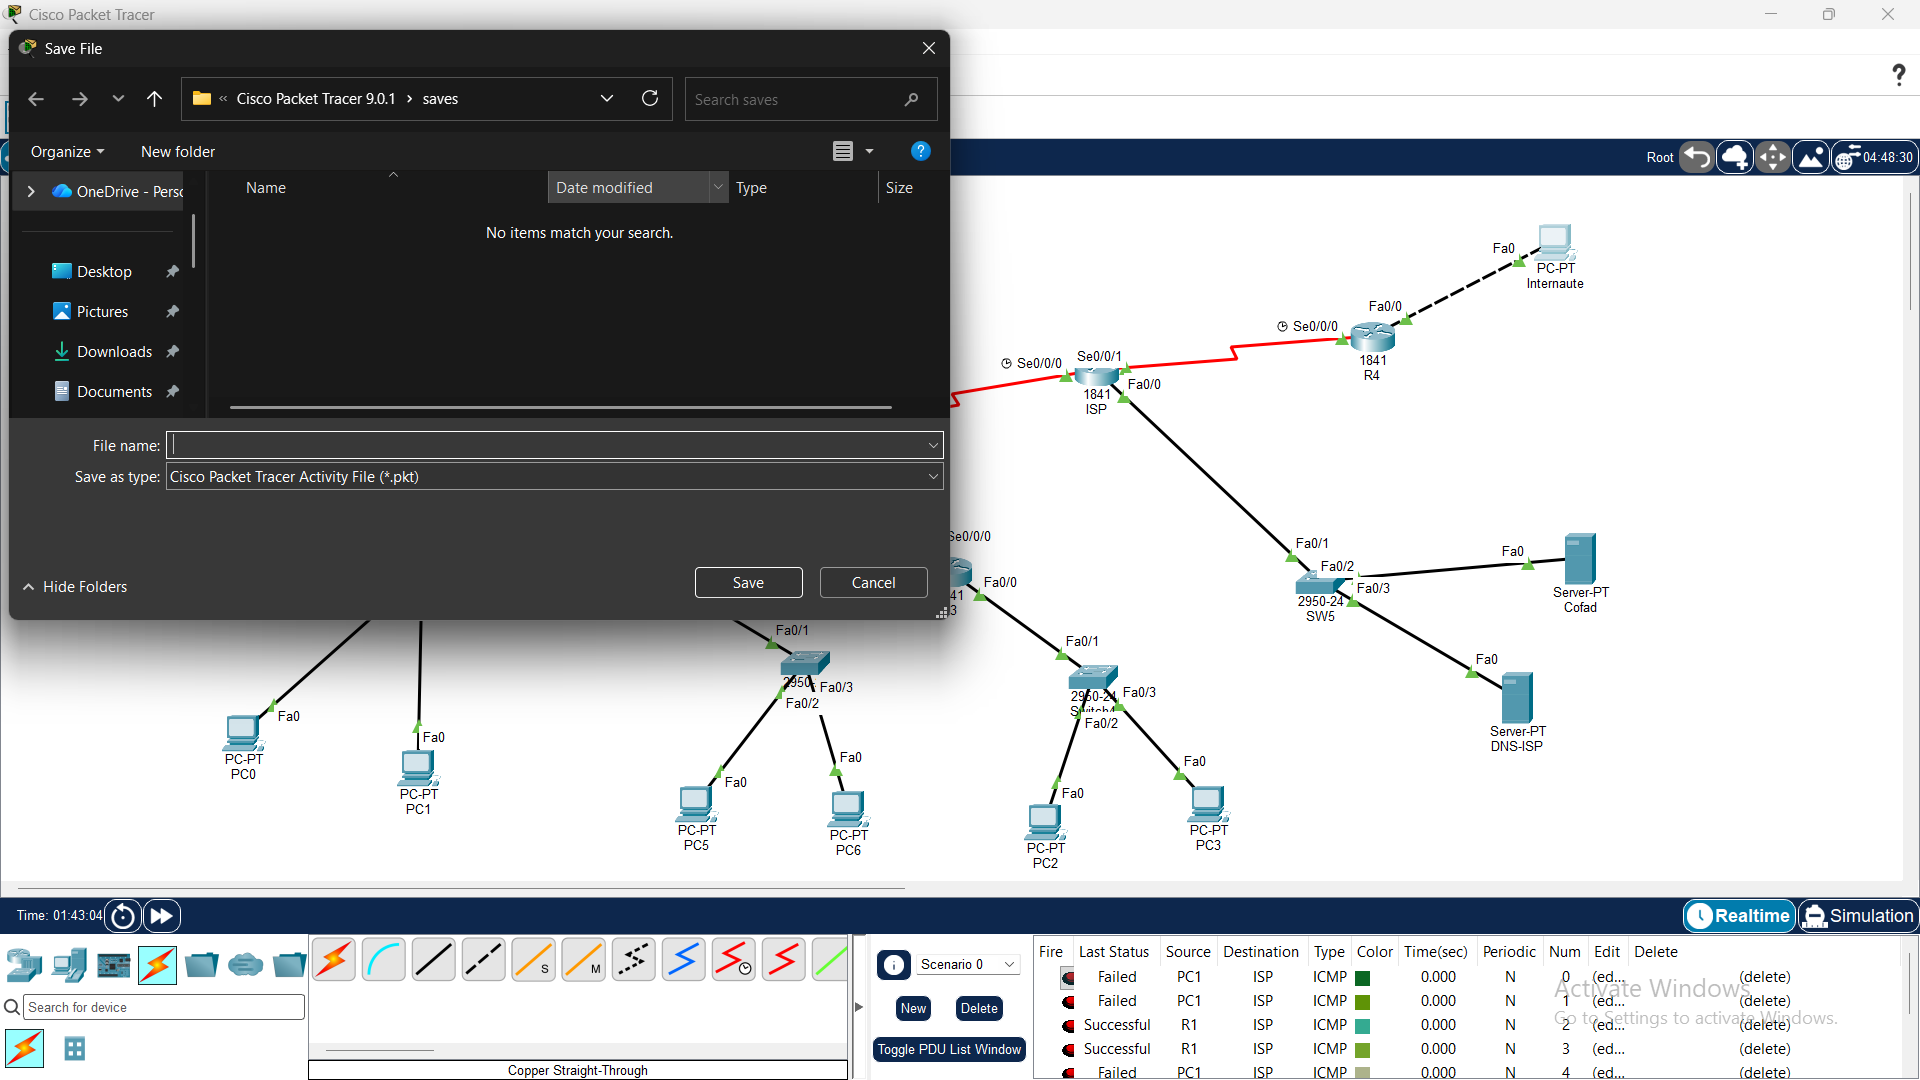 Cisco Packet Tracer
Save File
« Cisco Packet Tracer 9.0.1 › saves
Search saves
Organize
New folder
?
?
OneDrive - Pers
Name
Date modified
Type
Size
No items match your search.
Desktop
Pictures
Downloads
Documents
File name:
Save as type: Cisco Packet Tracer Activity File (*.pkt)
Hide Folders
Save
Cancel
Root
04:48:30
Fa0
PC-PT
Internaute
Fa0/0
Se0/0/0
1841
R4
Se0/0/0
Se0/0/1
Fa0/0
1841
ISP
Fa0/1
Fa0/2
Fa0/3
2950-24
SW5
Fa0
Server-PT
Cofad
Fa0
Server-PT
DNS-ISP
Se0/0/0
Fa0/0
41
3
Fa0/1
2950-24
Switch4
Fa0/3
Fa0/2
Fa0/1
2950-
Fa0/3
Fa0/2
Fa0
PC-PT
PC0
Fa0
PC-PT
PC1
Fa0
PC-PT
PC5
Fa0
PC-PT
PC6
Fa0
PC-PT
PC2
Fa0
PC-PT
PC3
Time: 01:43:04
Realtime
Simulation
Search for device
S
M
Copper Straight-Through
Scenario 0
New
Delete
Toggle PDU List Window
Fire Last Status Source Destination Type Color Time(sec) Periodic Num Edit Delete
Failed PC1 ISP ICMP 0.000 N 0 (ed... (delete)
Failed PC1 ISP ICMP 0.000 N 1 (ed... (delete)
Successful R1 ISP ICMP 0.000 N 2 (ed... (delete)
Successful R1 ISP ICMP 0.000 N 3 (ed... (delete)
Failed PC1 ISP ICMP 0.000 N 4 (ed... (delete)
Activate Windows
Go to Settings to activate Windows.